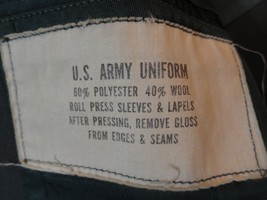 U.S. ARMY UNIFORM
60% POLYESTER 40% WOOL
ROLL PRESS SLEEVES & LAPELS
AFTER PRESSING, REMOVE GLOSS
FROM EDGES & SEAMS